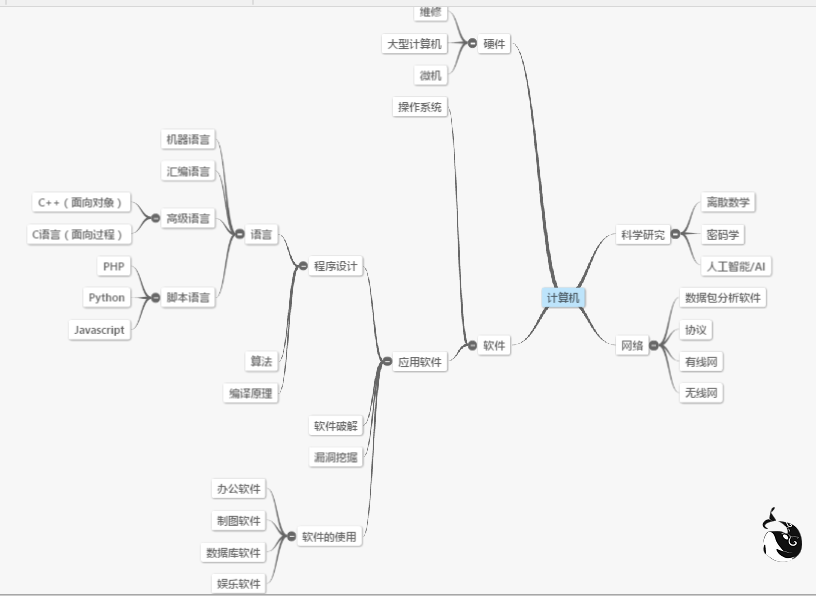 维修
大型计算机
硬件
微机
操作系统
机器语言
汇编语言
C++（面向对象）
高级语言
C语言（面向过程）
语言
PHP
程序设计
Python
脚本语言
Javascript
算法
编译原理
应用软件
软件
软件破解
漏洞挖掘
办公软件
制图软件
软件的使用
数据库软件
娱乐软件
计算机
科学研究
离散数学
密码学
人工智能/AI
网络
数据包分析软件
协议
有线网
无线网